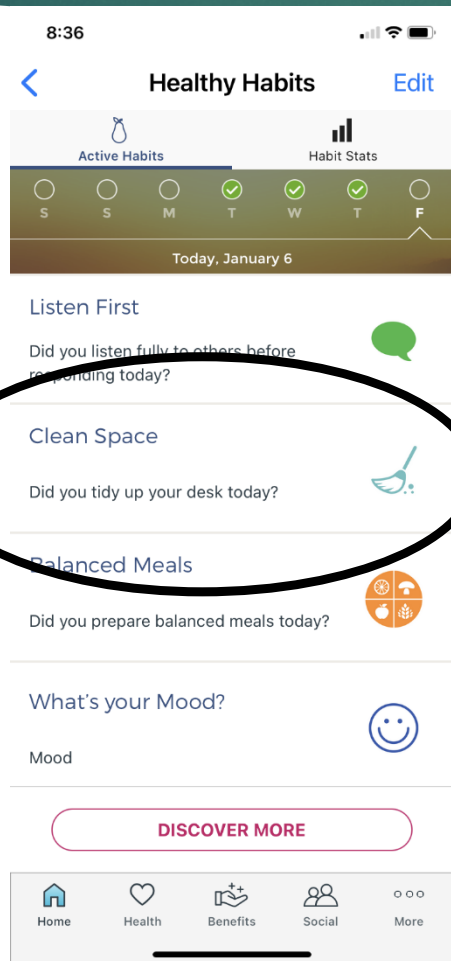 8:36
Healthy Habits Edit
Active Habits Habit Stats
S S M T W T F
Today, January 6
Listen First
Did you listen fully to others before
responding today?
Clean Space
Did you tidy up your desk today?
Balanced Meals
Did you prepare balanced meals today?
What's your Mood?
Mood
DISCOVER MORE
Home Health Benefits Social More